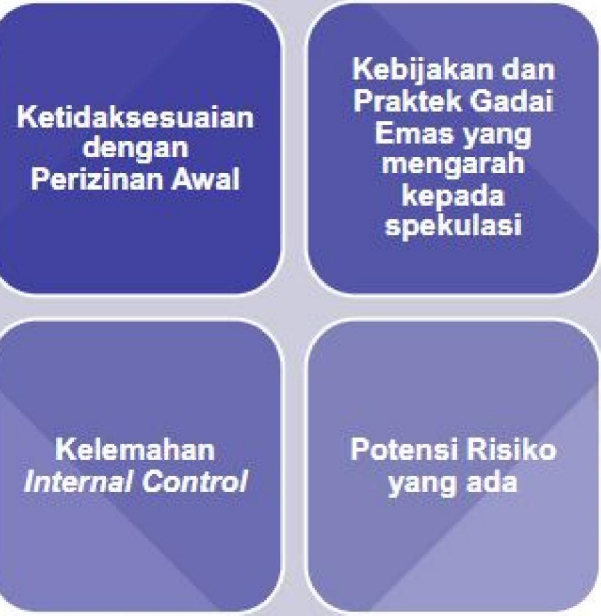 Ketidaksesuaian
dengan
Perizinan Awal
Kebijakan dan
Praktek Gadai
Emas yang
mengarah
kepada
spekulasi
Kelemahan
Internal Control
Potensi Risiko
yang ada